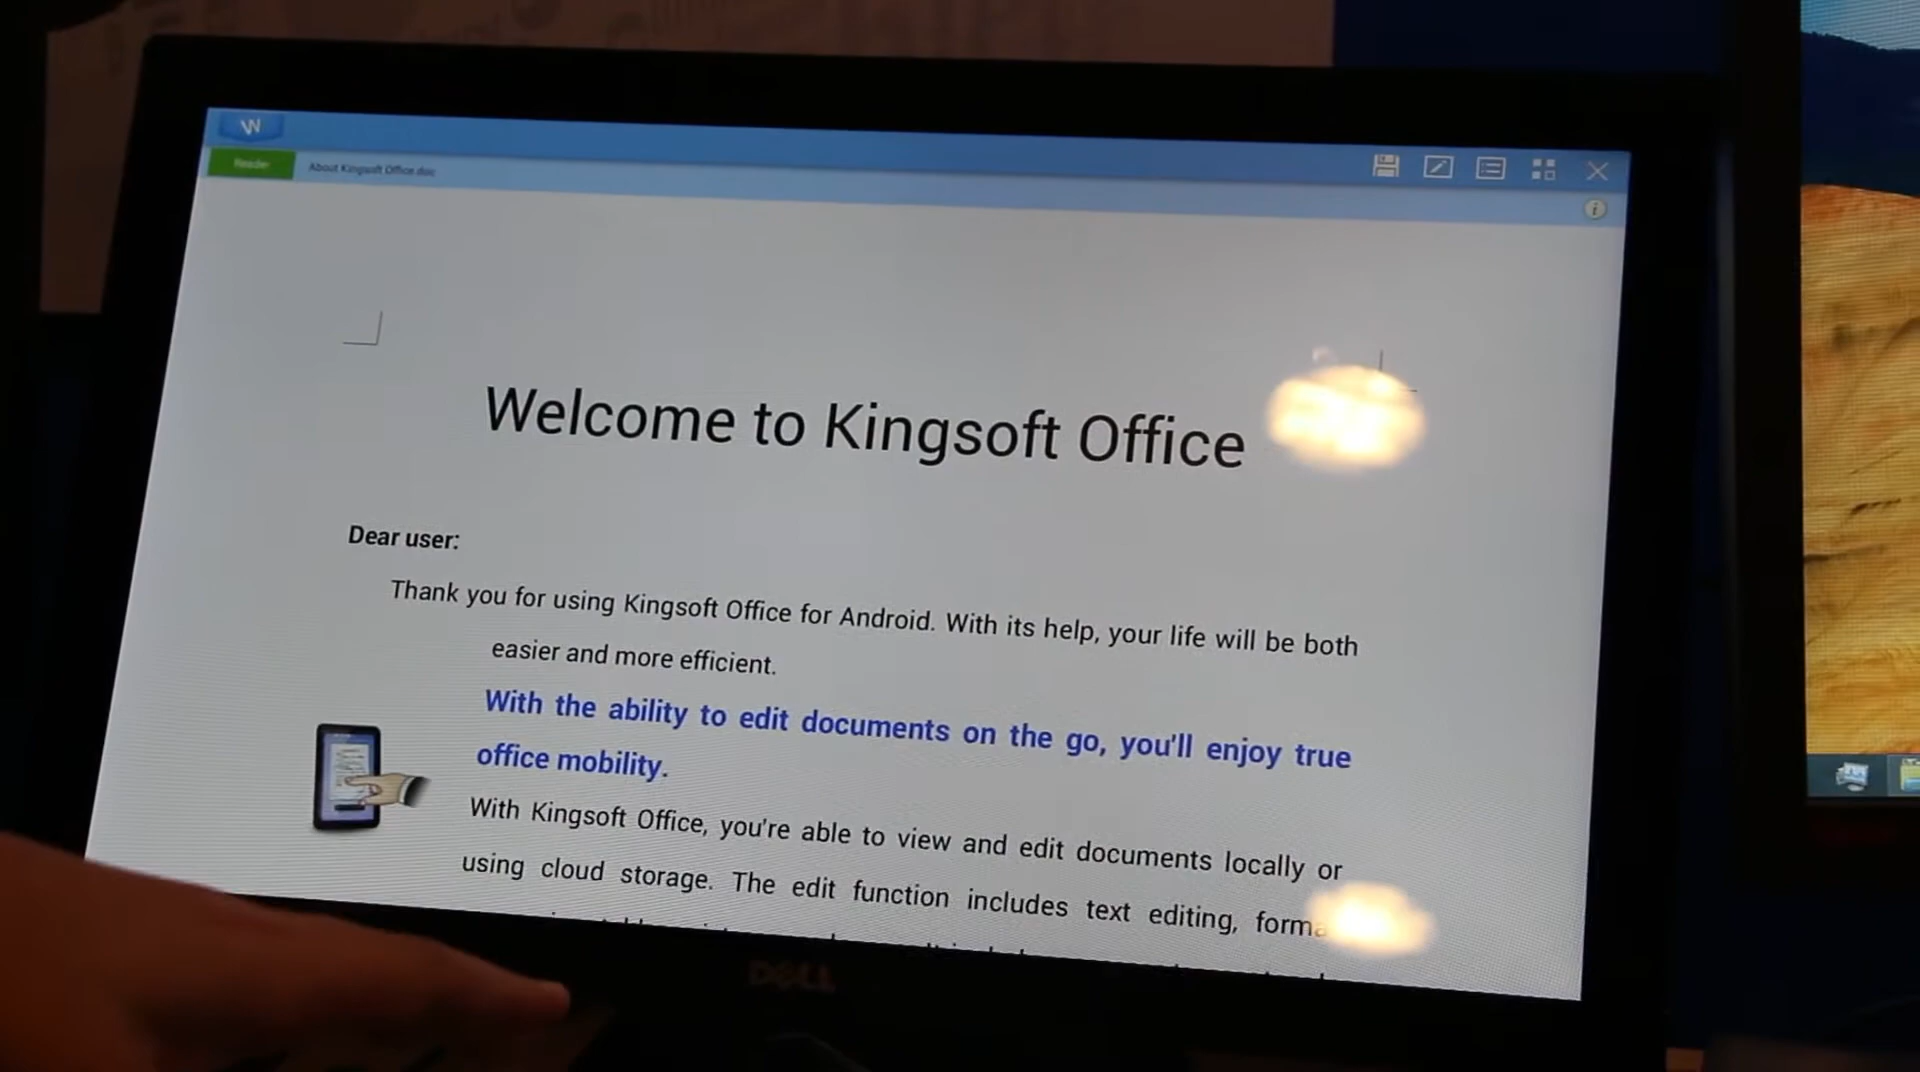 W
Reader
About Kingsoft Office.doc
Welcome to Kingsoft Office
Dear user:
Thank you for using Kingsoft Office for Android. With its help, your life will be both
easier and more efficient.
With the ability to edit documents on the go, you'll enjoy true
office mobility.
With Kingsoft Office, you're able to view and edit documents locally or
using cloud storage. The edit function includes text editing,
DELL